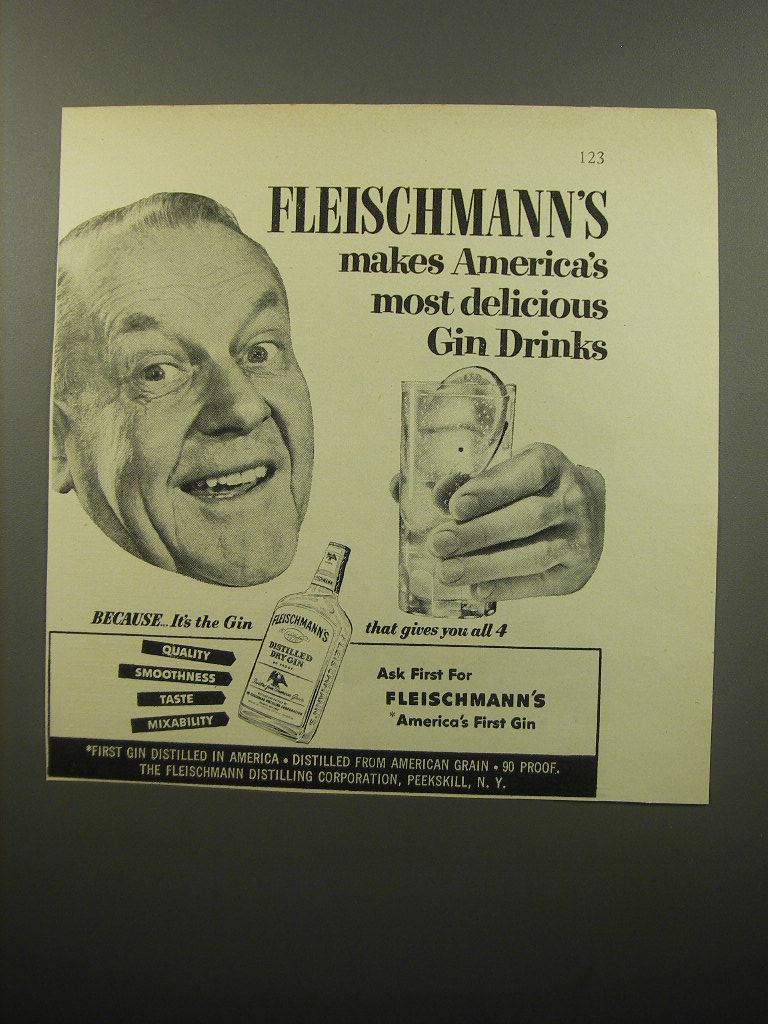 123
FLEISCHMANN'S
makes America's
most delicious
Gin Drinks
BECAUSE... It's the Gin
that gives you all 4
QUALITY
SMOOTHNESS
TASTE
MIXABILITY
FLEISCHMANN'S
DISTILLED
DRY GIN
90 PROOF
Ask First For
FLEISCHMANN'S
*America's First Gin
*FIRST GIN DISTILLED IN AMERICA • DISTILLED FROM AMERICAN GRAIN • 90 PROOF.
THE FLEISCHMANN DISTILLING CORPORATION, PEEKSKILL, N. Y.